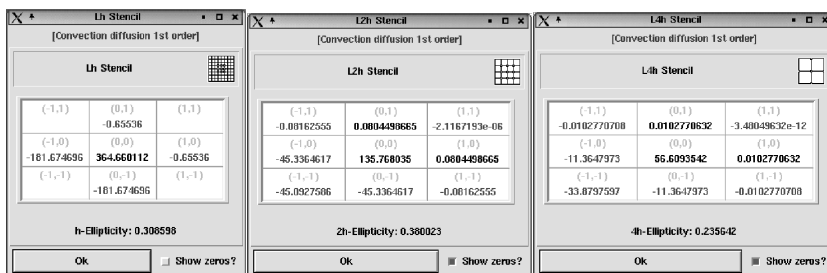 Lh Stencil
[Convection diffusion 1st order]
Lh Stencil
(-1,1) (0,1) (1,1)
-0.65536
(-1,0) (0,0) (1,0)
-181.674696 364.660112 -0.65536
(-1,-1) (0,-1) (1,-1)
-181.674696
h-Ellipticity: 0.308598
Ok Show zeros?
L2h Stencil
[Convection diffusion 1st order]
L2h Stencil
(-1,1) (0,1) (1,1)
-0.08162555 0.0804498665 -2.1167193e-06
(-1,0) (0,0) (1,0)
-45.3364617 135.768035 0.0804498665
(-1,-1) (0,-1) (1,-1)
-45.0927586 -45.3364617 -0.08162555
2h-Ellipticity: 0.380023
Ok Show zeros?
L4h Stencil
[Convection diffusion 1st order]
L4h Stencil
(-1,1) (0,1) (1,1)
-0.0102770708 0.0102770632 -3.48049632e-12
(-1,0) (0,0) (1,0)
-11.3647973 56.6093542 0.0102770632
(-1,-1) (0,-1) (1,-1)
-33.8797597 -11.3647973 -0.0102770708
4h-Ellipticity: 0.235642
Ok Show zeros?